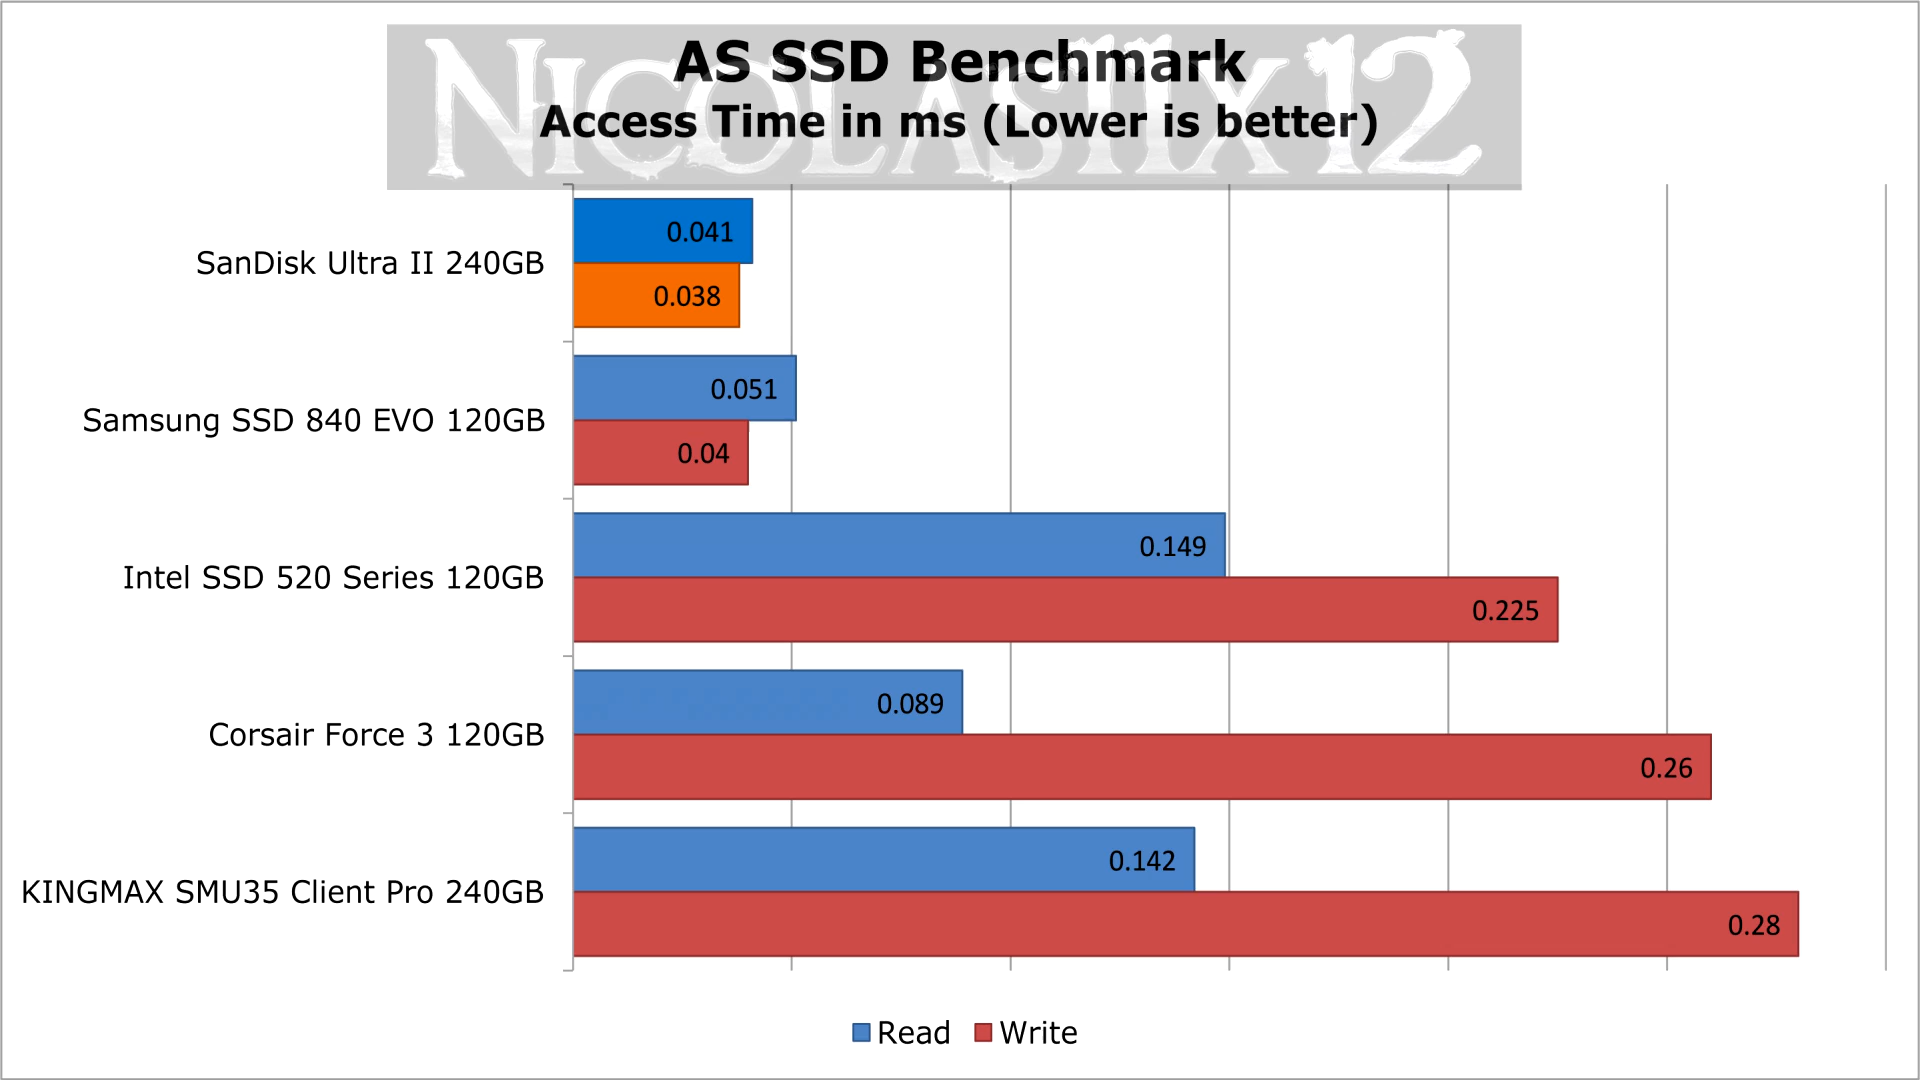 NICOLAS11X12
AS SSD Benchmark
Access Time in ms (Lower is better)
SanDisk Ultra II 240GB
0.041
0.038
Samsung SSD 840 EVO 120GB
0.051
0.04
Intel SSD 520 Series 120GB
0.149
0.225
Corsair Force 3 120GB
0.089
0.26
KINGMAX SMU35 Client Pro 240GB
0.142
0.28
Read Write